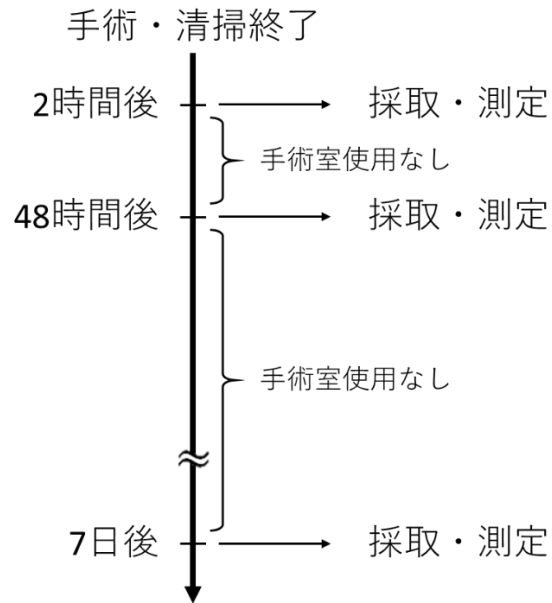 手術・清掃終了
2時間後 採取・測定
手術室使用なし
48時間後 採取・測定
手術室使用なし
7日後 採取・測定